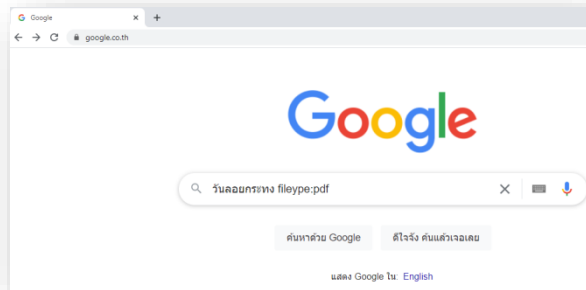 Google
google.co.th
Google
วันลอยกระทง fileype:pdf
ค้นหาด้วย Google
ดีใจจัง ค้นแล้วเจอเลย
แสดง Google ใน: English